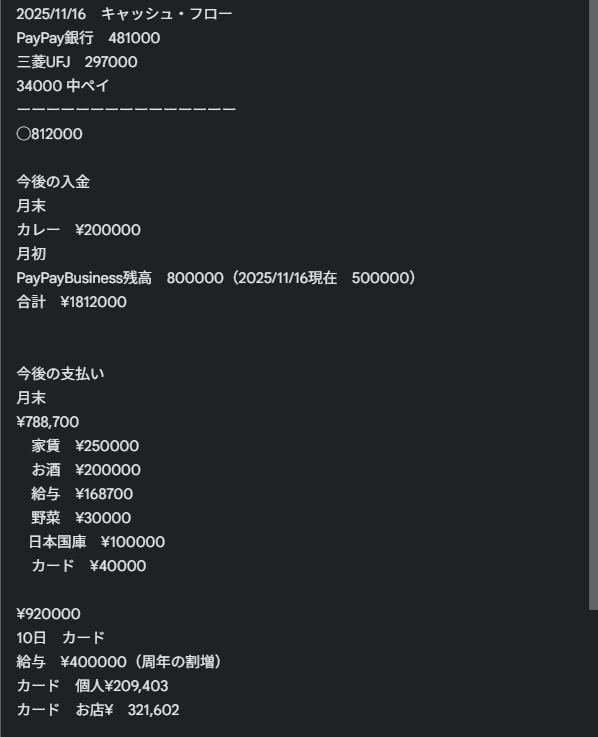 2025/11/16　キャッシュ・フロー
PayPay銀行　481000
三菱UFJ　297000
34000 中ペイ
ーーーーーーーーーーーーーーー
◯812000
今後の入金
月末
カレー　¥200000
月初
PayPayBusiness残高　800000（2025/11/16現在　500000）
合計　¥1812000
今後の支払い
月末
¥788,700
家賃　¥250000
お酒　¥200000
給与　¥168700
野菜　¥30000
日本国庫　¥100000
カード　¥40000
¥920000
10日　カード
給与　¥400000（周年の割増）
カード　個人¥209,403
カード　お店¥　321,602